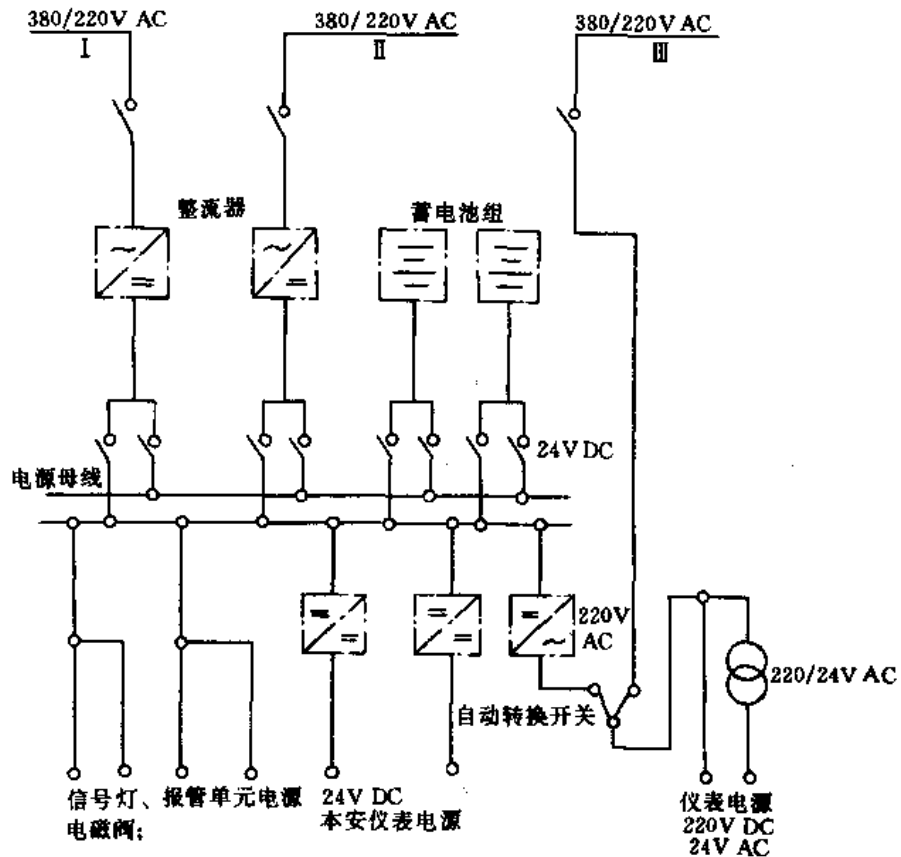 380/220V AC
I
380/220V AC
II
380/220V AC
III
整流器
蓄电池组
24V DC
电源母线
220V
AC
220/24V AC
自动转换开关
信号灯、报管单元电源
电磁阀;
24V DC
本安仪表电源
仪表电源
220V DC
24V AC